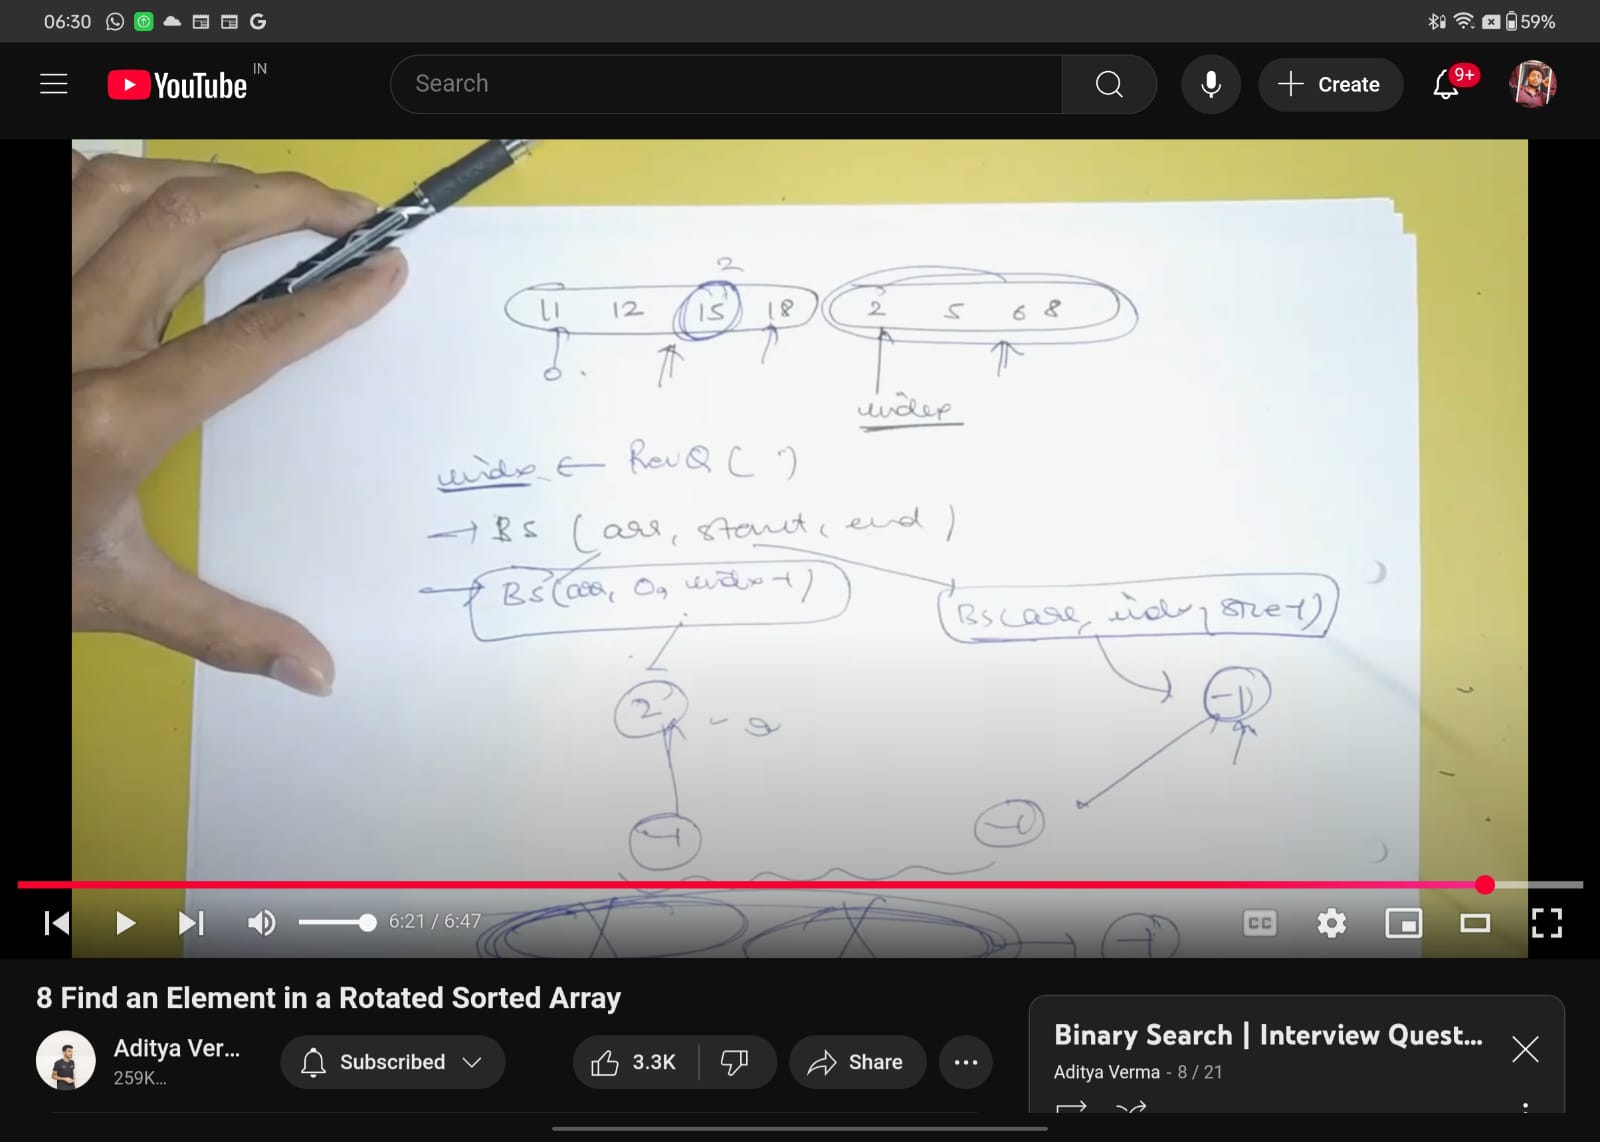 06:30 59%
YouTube IN Search Create 9+
2
11 12 15 18 2 5 6 8
0
index
index ← RevQ ( )
→ BS (arr, start, end)
→ BS(arr, 0, index-1) BS(arr, index, size-1)
2 -1
-1 -1
6:21 / 6:47 CC
-1
8 Find an Element in a Rotated Sorted Array
Aditya Ver...
259K...
Subscribed 3.3K Share
Binary Search | Interview Quest...
Aditya Verma - 8 / 21